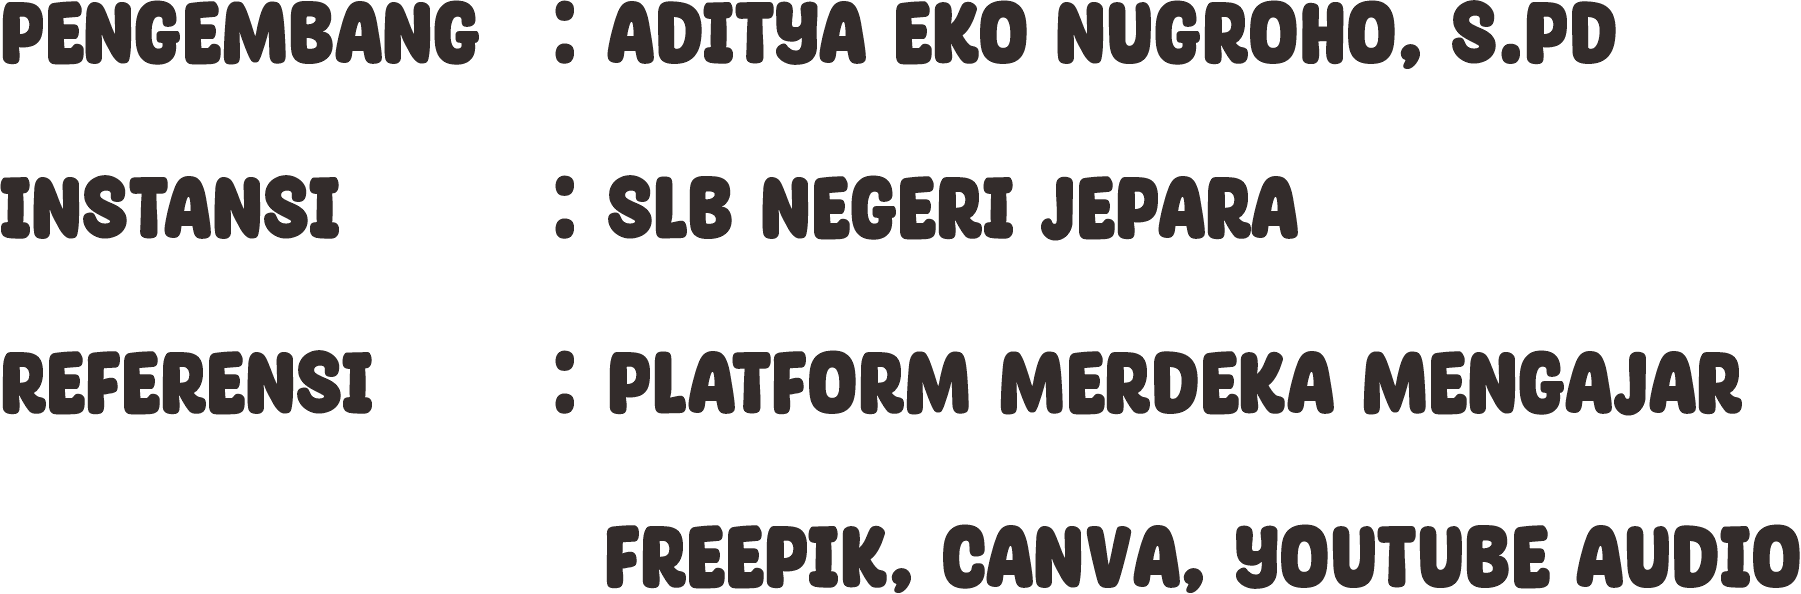 PENGEMBANG : ADITYA EKO NUGROHO, S.PD
INSTANSI : SLB NEGERI JEPARA
REFERENSI : PLATFORM MERDEKA MENGAJAR
FREEPIK, CANVA, YOUTUBE AUDIO